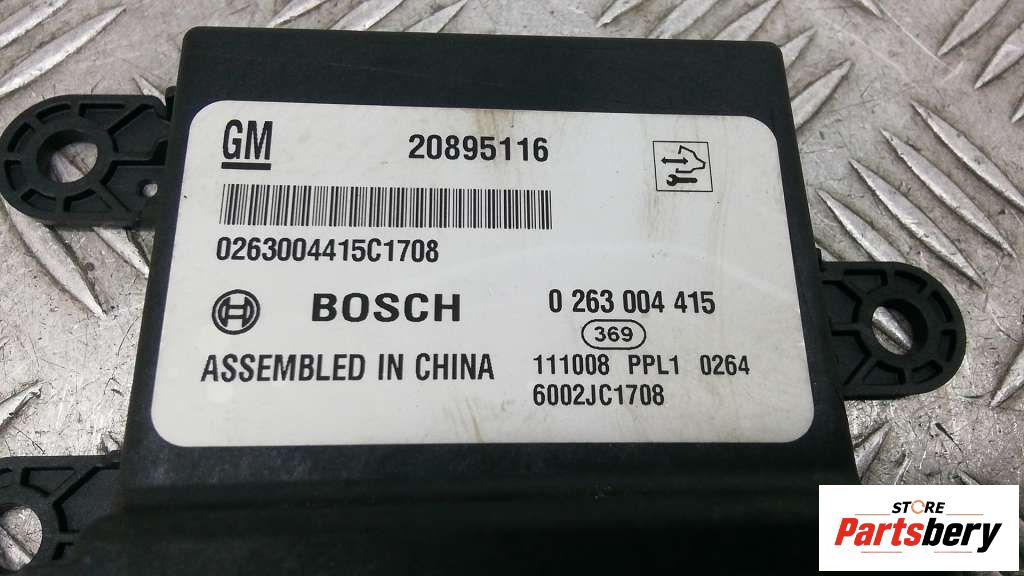 GM 20895116
0263004415C1708
BOSCH 0 263 004 415
369
ASSEMBLED IN CHINA 111008 PPL1 0264
6002JC1708
STORE
Partsbery